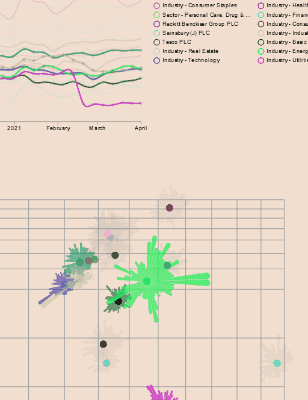 Industry - Consumer Staples
Sector - Personal Care, Drug & ...
Reckitt Benckiser Group PLC
Sainsbury (J) PLC
Tesco PLC
Industry - Real Estate
Industry - Technology
Industry - Health
Industry - Finan
Industry - Consu
Industry - Indus
Industry - Basic
Industry - Energ
Industry - Utiliti
2021
February
March
April